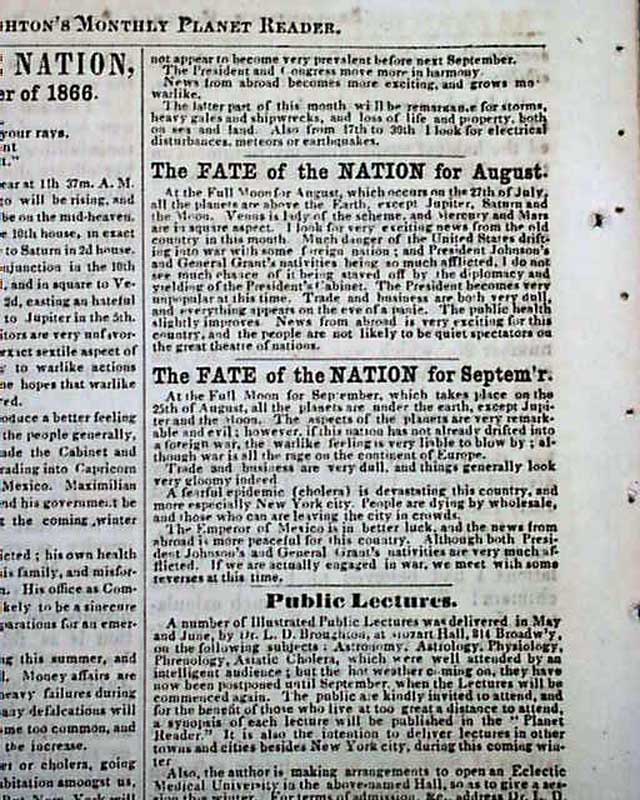 GHTON'S MONTHLY PLANET READER.
NATION,
er of 1866.
your rays.
nt
t."
ear at 11h 37m. A. M.
to will be rising, and
be on the mid-heaven.
e 10th house, in exact
to Saturn in 2d house.
njunction in the 10th
, and in square to Ve-
2d, casting an hateful
to Jupiter in the 5th.
itors are very unfavor-
exact sextile aspect of
to warlike actions
e hopes that warlike
red.
oduce a better feeling
the people generally,
ade the Cabinet and
rading into Capricorn
Mexico. Maximilian
nd his government be
t the coming winter
icted ; his own health
is family, and misfor-
n. His office as Com-
kely to be a sinecure
parations for an emer-
ng this summer, and
l. Money affairs are
heavy failures during
any defalcations will
me too common, and
the increase.
er or cholera, going
abitation amongst us,
not appear to become very prevalent before next September.
The President and Congress move more in harmony
News from abroad becomes more exciting, and grows mo
warlike.
The latter part of this month will be remarkable for storms,
heavy gales and shipwrecks, and loss of life and property, both
on sea and land. Also from 17th to 30th I look for electrical
disturbances, meteors or earthquakes.
The FATE of the NATION for August.
At the Full Moon for August, which occurs on the 27th of July,
all the planets are above the Earth, except Jupiter, Saturn and
the Moon. Venus is lady of the scheme, and Mercury and Mars
are in square aspect. I look for very exciting news from the old
country in this month. Much danger of the United States drift-
ing into war with some foreign nation ; and President Johnson's
and General Grant's nativities being so much afflicted, I do not
see much chance of it being staved off by the diplomacy and
yielding of the President's Cabinet. The President becomes very
unpopular at this time. Trade and business are both very dull,
and everything appears on the eve of a panic. The public health
slightly improves. News from abroad is very exciting for this
country, and the people are not likely to be quiet spectators on
the great theatre of nations.
The FATE of the NATION for Septem'r.
At the Full Moon for September, which takes place on the
25th of August, all the planets are under the earth, except Jupi-
ter and the Moon. The aspects of the planets are very remark-
able and evil ; however, if this nation has not already drifted into
a foreign war, the warlike feeling is very liable to blow by ; al-
though war is all the rage on the continent of Europe.
Trade and business are very dull, and things generally look
very gloomy indeed
A fearful epidemic (cholera) is devastating this country, and
more especially New York city. People are dying by wholesale,
and those who can are leaving the city in crowds.
The Emperor of Mexico is in better luck, and the news from
abroad is more peaceful for this country. Although both Presi-
dent Johnson's and General Grant's nativities are very much af-
flicted. If we are actually engaged in war, we meet with some
reverses at this time.
Public Lectures.
A number of Illustrated Public Lectures was delivered in May
and June, by Dr. L. D. Broughton, at Mozart Hall, 814 Broadw'y,
on the following subjects : Astronomy, Astrology, Physiology,
Phrenology, Asiatic Cholera, which were well attended by an
intelligent audience ; but the hot weather coming on, they have
now been postponed until September, when the Lectures will be
commenced again. The public are kindly invited to attend, and
for the benefit of those who live at too great a distance to attend,
a synopsis of each lecture will be published in the "Planet
Reader." It is also the intention to deliver lectures in other
towns and cities besides New York city, during this coming win-
ter
Also, the author is making arrangements to open an Eclectic
Medical University in the above-named Hall, so as to give a ses-
sion this winter. For terms of admission, &c., address Dr. L. D.